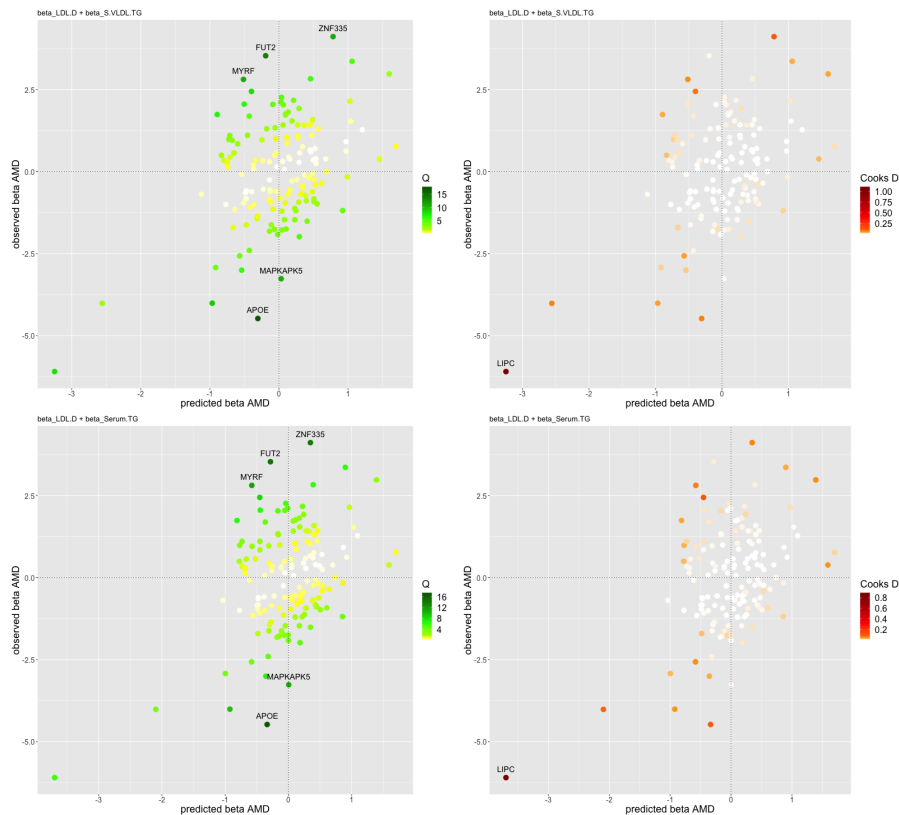 beta_LDL.D + beta_S.VLDL.TG
ZNF335
FUT2
MYRF
MAPKAPK5
APOE
2.5
0.0
-2.5
-5.0
observed beta AMD
-3
-2
-1
0
1
predicted beta AMD
Q
15
10
5
beta_LDL.D + beta_S.VLDL.TG
LIPC
2.5
0.0
-2.5
-5.0
observed beta AMD
-3
-2
-1
0
1
predicted beta AMD
Cooks D
1.00
0.75
0.50
0.25
beta_LDL.D + beta_Serum.TG
ZNF335
FUT2
MYRF
MAPKAPK5
APOE
2.5
0.0
-2.5
-5.0
observed beta AMD
-3
-2
-1
0
1
predicted beta AMD
Q
16
12
8
4
beta_LDL.D + beta_Serum.TG
LIPC
2.5
0.0
-2.5
-5.0
observed beta AMD
-3
-2
-1
0
1
predicted beta AMD
Cooks D
0.8
0.6
0.4
0.2